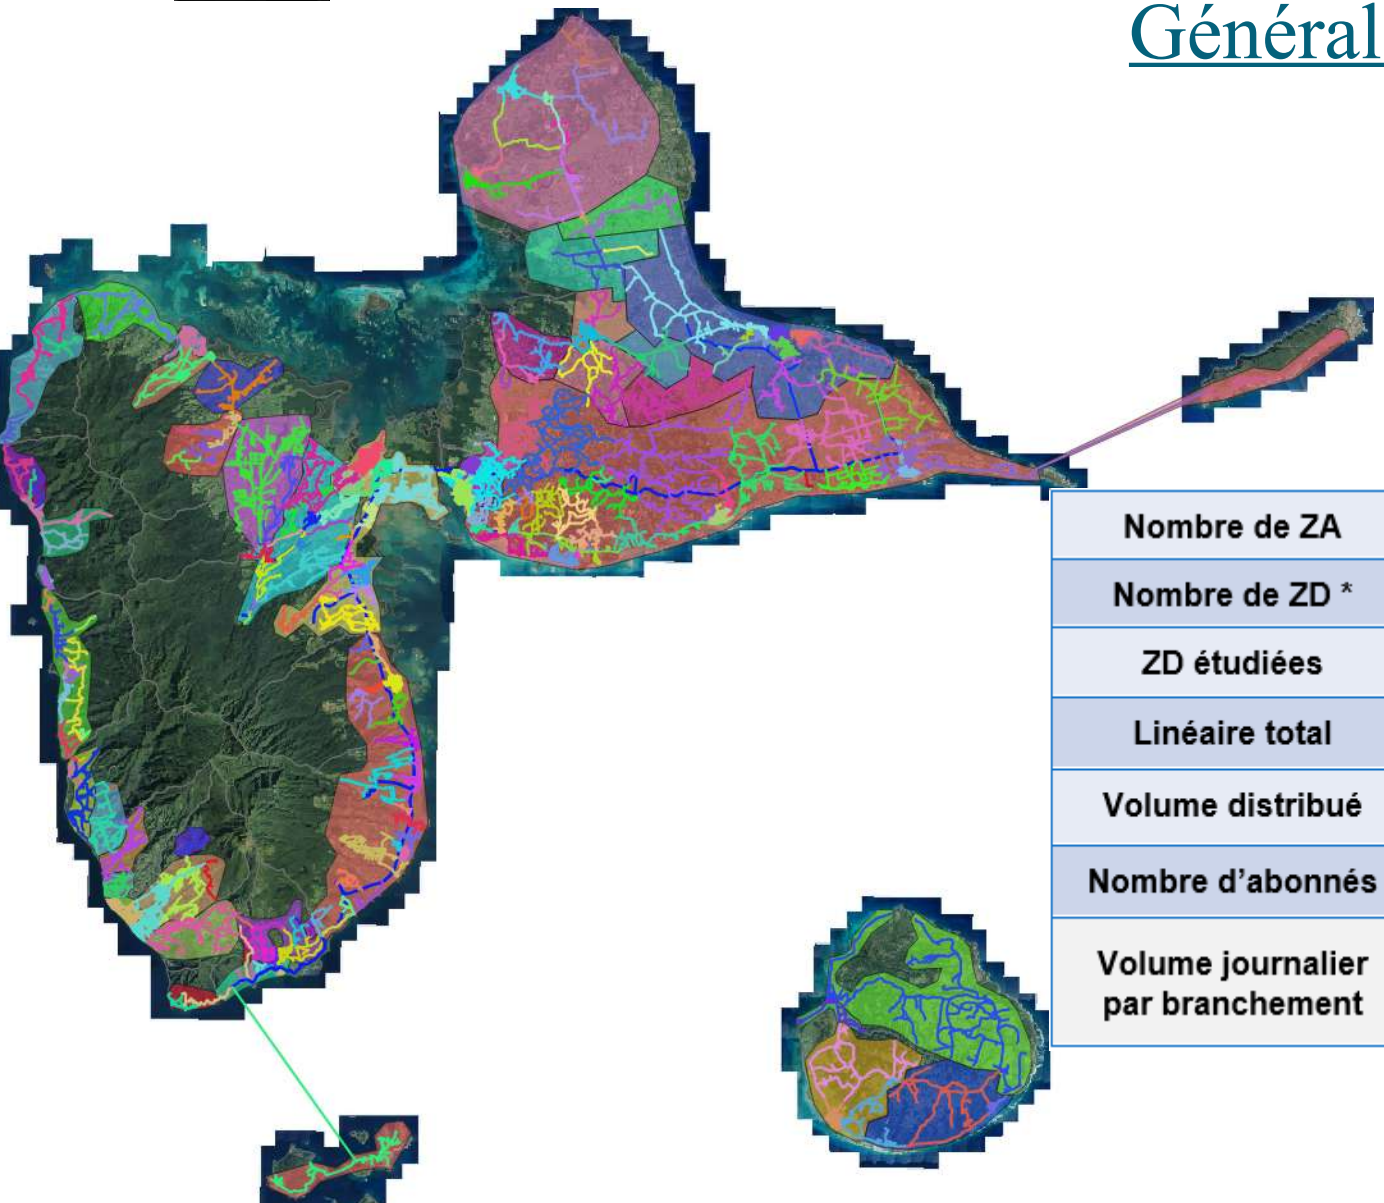 Général
Nombre de ZA
Nombre de ZD *
ZD étudiées
Linéaire total
Volume distribué
Nombre d'abonnés
Volume journalier
par branchement